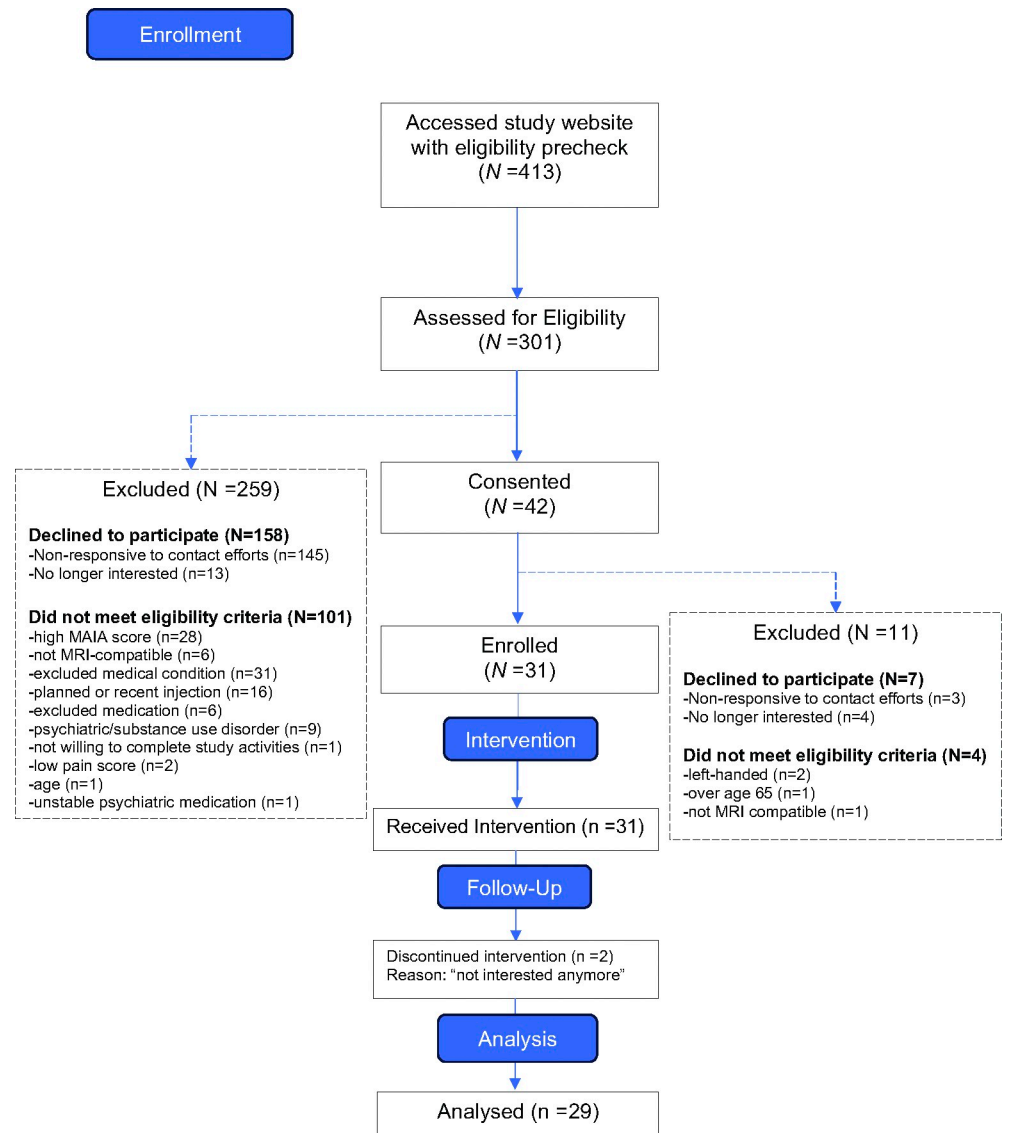 Enrollment
Accessed study website
with eligibility precheck
(N =413)
Assessed for Eligibility
(N =301)
Excluded (N =259)
Declined to participate (N=158)
-Non-responsive to contact efforts (n=145)
-No longer interested (n=13)
Did not meet eligibility criteria (N=101)
-high MAIA score (n=28)
-not MRI-compatible (n=6)
-excluded medical condition (n=31)
-planned or recent injection (n=16)
-excluded medication (n=6)
-psychiatric/substance use disorder (n=9)
-not willing to complete study activities (n=1)
-low pain score (n=2)
-age (n=1)
-unstable psychiatric medication (n=1)
Consented
(N =42)
Excluded (N =11)
Declined to participate (N=7)
-Non-responsive to contact efforts (n=3)
-No longer interested (n=4)
Did not meet eligibility criteria (N=4)
-left-handed (n=2)
-over age 65 (n=1)
-not MRI compatible (n=1)
Enrolled
(N =31)
Intervention
Received Intervention (n =31)
Follow-Up
Discontinued intervention (n =2)
Reason: “not interested anymore”
Analysis
Analysed (n =29)